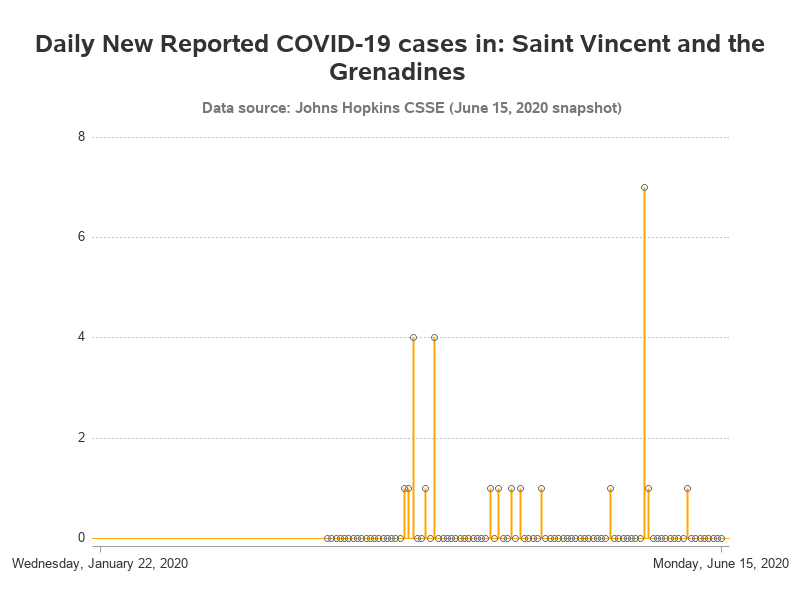 Daily New Reported COVID-19 cases in: Saint Vincent and the
Grenadines
Data source: Johns Hopkins CSSE (June 15, 2020 snapshot)
8
6
4
2
0
Wednesday, January 22, 2020
Monday, June 15, 2020